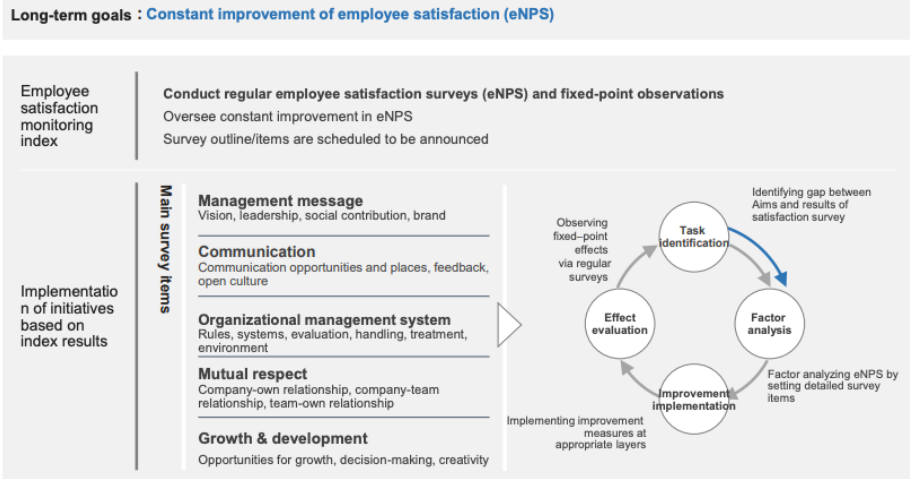 Long-term goals : Constant improvement of employee satisfaction (eNPS)
Employee
satisfaction
monitoring
index
Conduct regular employee satisfaction surveys (eNPS) and fixed-point observations
Oversee constant improvement in eNPS
Survey outline/items are scheduled to be announced
Implementatio
n of initiatives
based on
index results
Main survey items
Management message
Vision, leadership, social contribution, brand
Communication
Communication opportunities and places, feedback,
open culture
Organizational management system
Rules, systems, evaluation, handling, treatment,
environment
Mutual respect
Company-own relationship, company-team
relationship, team-own relationship
Growth & development
Opportunities for growth, decision-making, creativity
Task
identification
Identifying gap between
Aims and results of
satisfaction survey
Factor
analysis
Factor analyzing eNPS by
setting detailed survey
items
Improvement
implementation
Implementing improvement
measures at
appropriate layers
Effect
evaluation
Observing
fixed–point
effects
via regular
surveys